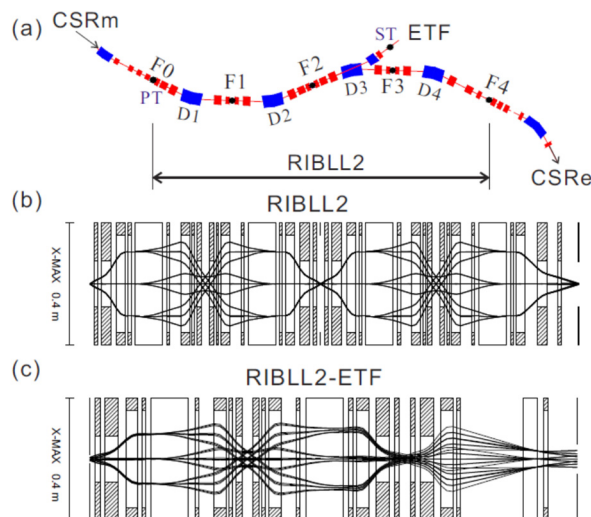 (a)
CSRm
ST
ETF
F0
F1
F2
F3
F4
PT
D1
D2
D3
D4
RIBLL2
CSRe
(b)
RIBLL2
X-MAX 0.4 m
(c)
RIBLL2-ETF
X-MAX 0.4 m